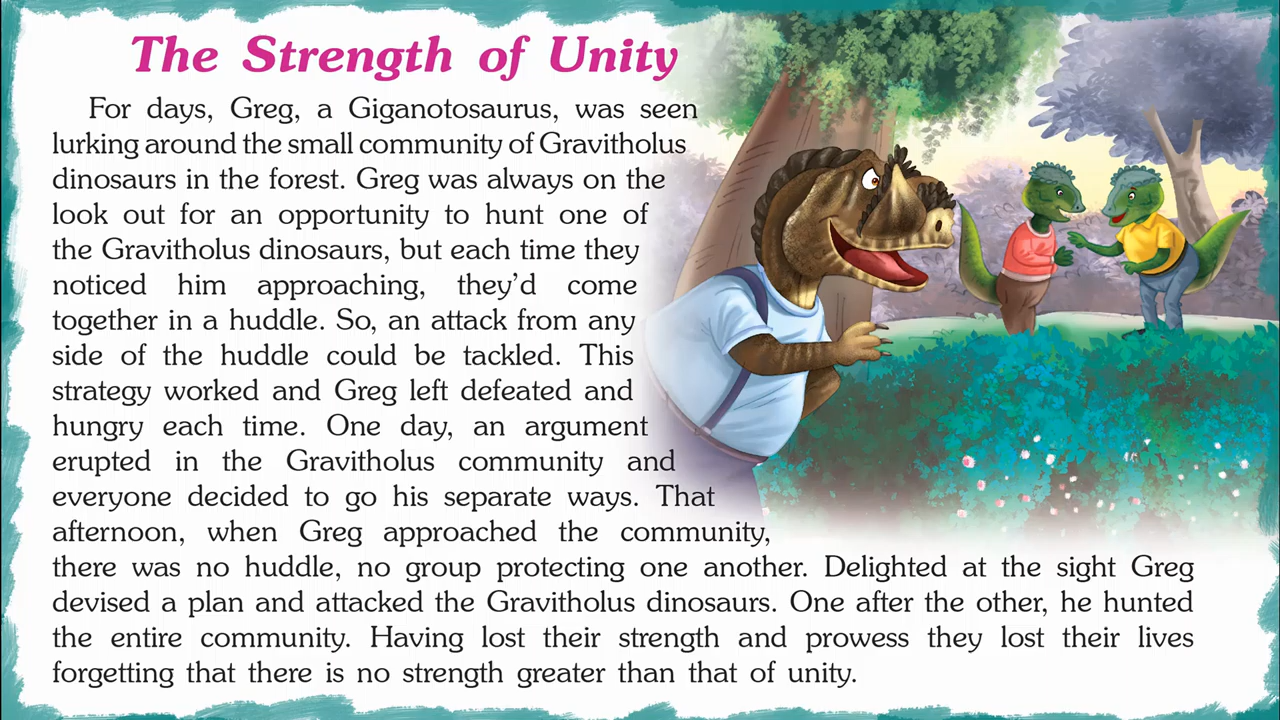 The Strength of Unity
For days, Greg, a Giganotosaurus, was seen
lurking around the small community of Gravitholus
dinosaurs in the forest. Greg was always on the
look out for an opportunity to hunt one of
the Gravitholus dinosaurs, but each time they
noticed him approaching, they'd come
together in a huddle. So, an attack from any
side of the huddle could be tackled. This
strategy worked and Greg left defeated and
hungry each time. One day, an argument
erupted in the Gravitholus community and
everyone decided to go his separate ways. That
afternoon, when Greg approached the community,
there was no huddle, no group protecting one another. Delighted at the sight Greg
devised a plan and attacked the Gravitholus dinosaurs. One after the other, he hunted
the entire community. Having lost their strength and prowess they lost their lives
forgetting that there is no strength greater than that of unity.